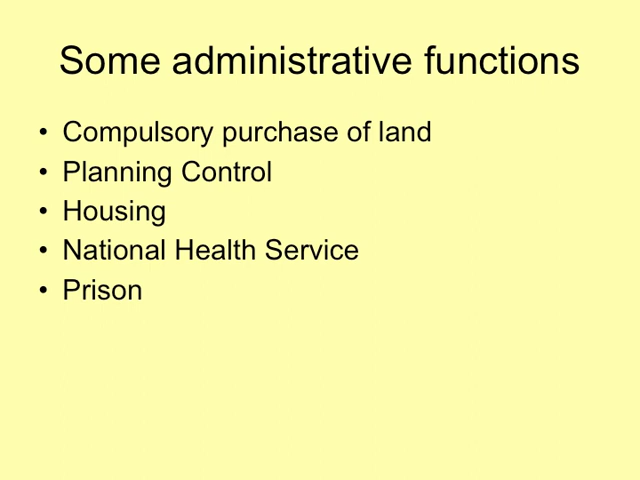 Some administrative functions
• Compulsory purchase of land
• Planning Control
• Housing
• National Health Service
• Prison